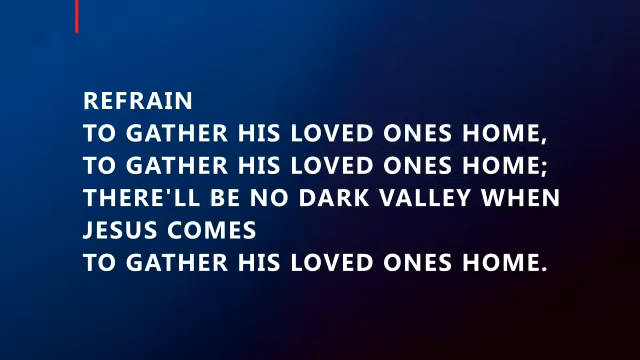 REFRAIN
TO GATHER HIS LOVED ONES HOME,
TO GATHER HIS LOVED ONES HOME;
THERE'LL BE NO DARK VALLEY WHEN
JESUS COMES
TO GATHER HIS LOVED ONES HOME.